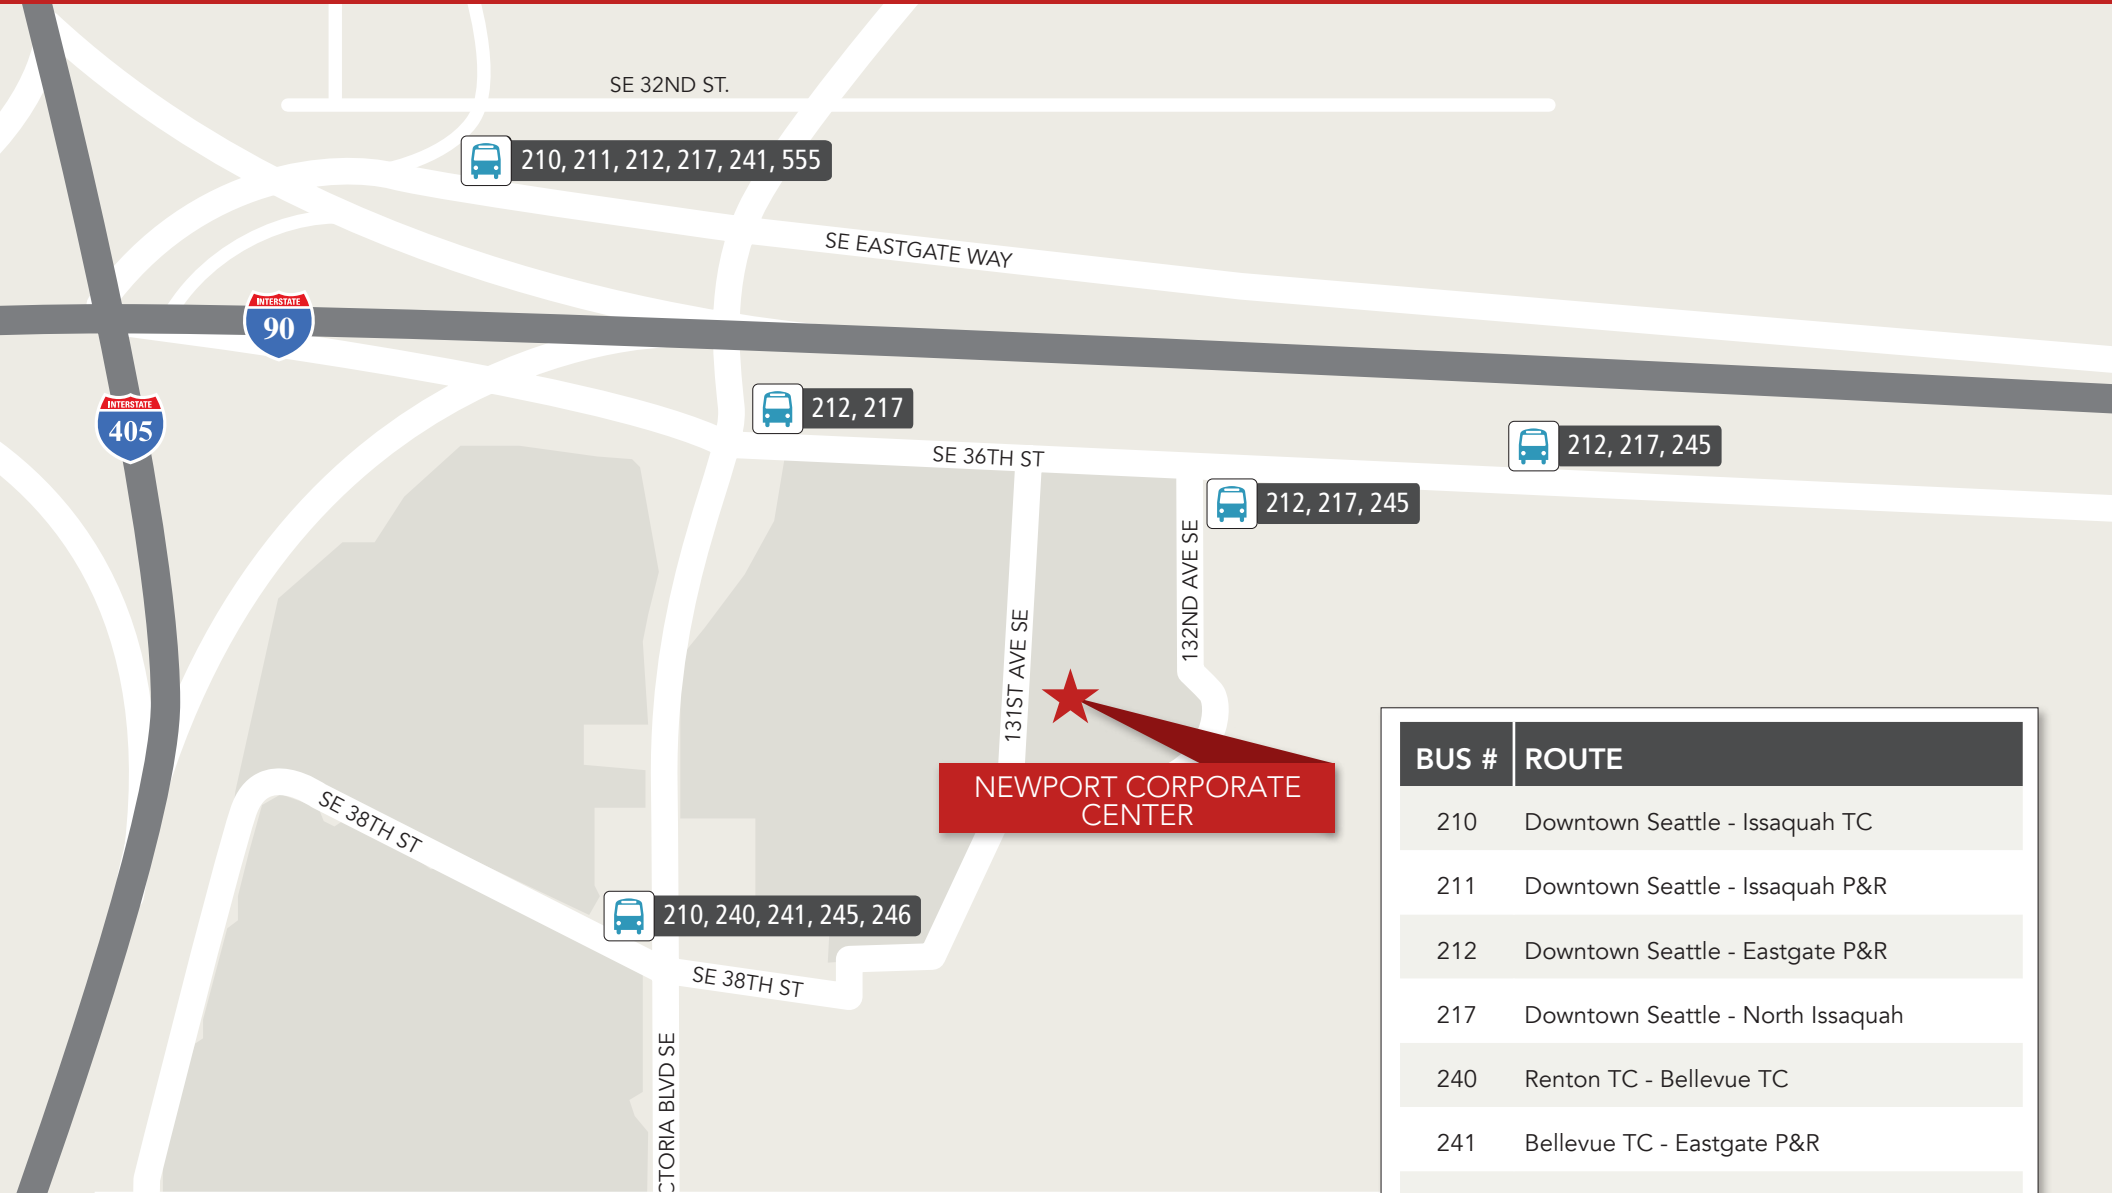 SE 32ND ST.
210, 211, 212, 217, 241, 555
SE EASTGATE WAY
INTERSTATE
90
INTERSTATE
405
212, 217
SE 36TH ST
212, 217, 245
212, 217, 245
132ND AVE SE
131ST AVE SE
NEWPORT CORPORATE
CENTER
SE 38TH ST
210, 240, 241, 245, 246
SE 38TH ST
CTORIA BLVD SE
BUS # ROUTE
210 Downtown Seattle - Issaquah TC
211 Downtown Seattle - Issaquah P&R
212 Downtown Seattle - Eastgate P&R
217 Downtown Seattle - North Issaquah
240 Renton TC - Bellevue TC
241 Bellevue TC - Eastgate P&R